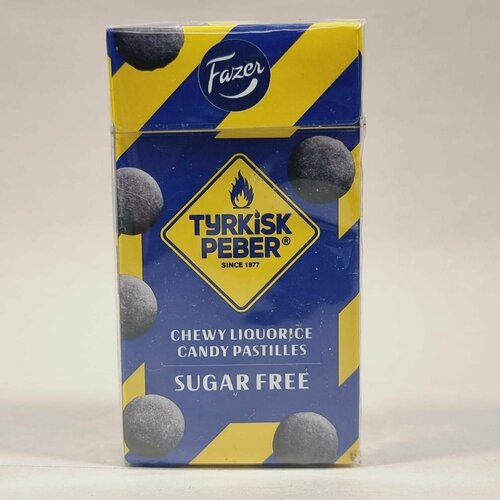 Fazer
TYRKISK
PEBER®
SINCE 1977
CHEWY LIQUORICE
CANDY PASTILLES
SUGAR FREE